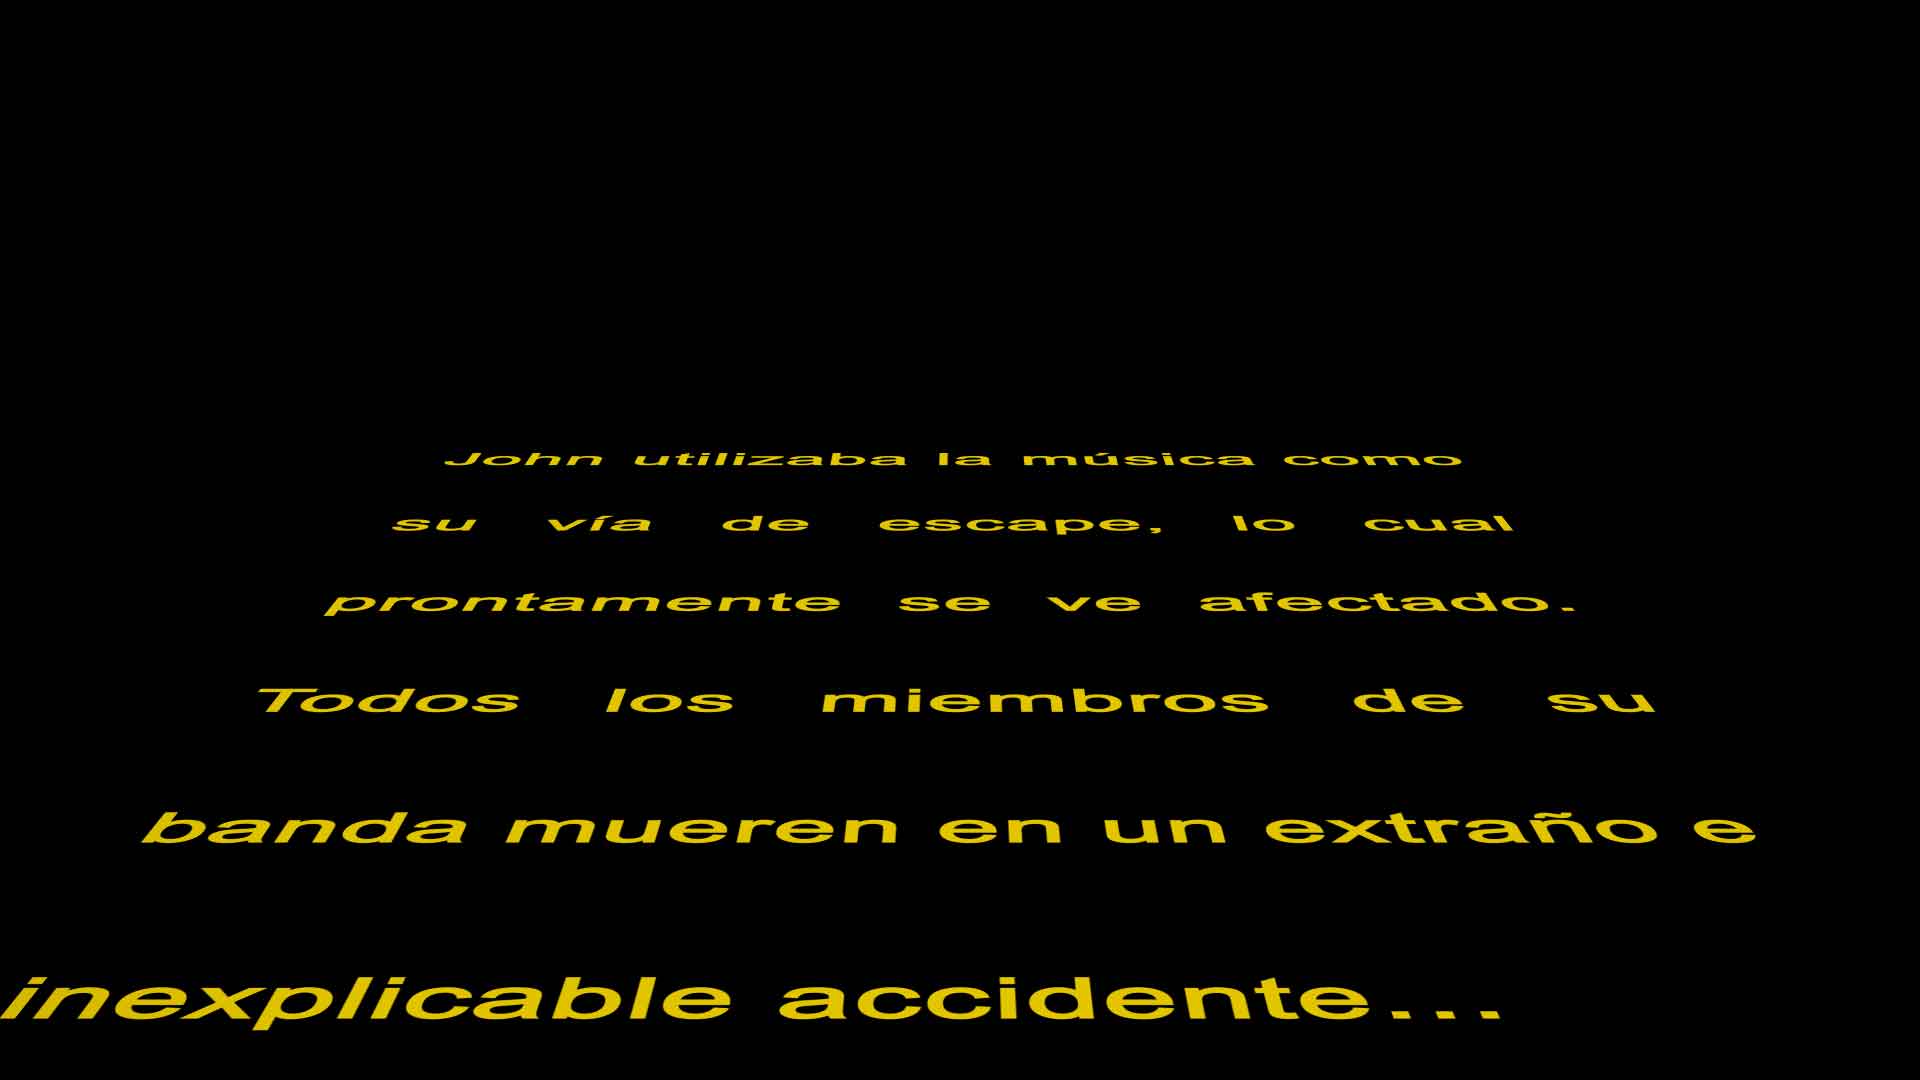 John utilizaba la música como
su vía de escape, lo cual
prontamente se ve afectado.
Todos los miembros de su
banda mueren en un extraño e
inexplicable accidente...